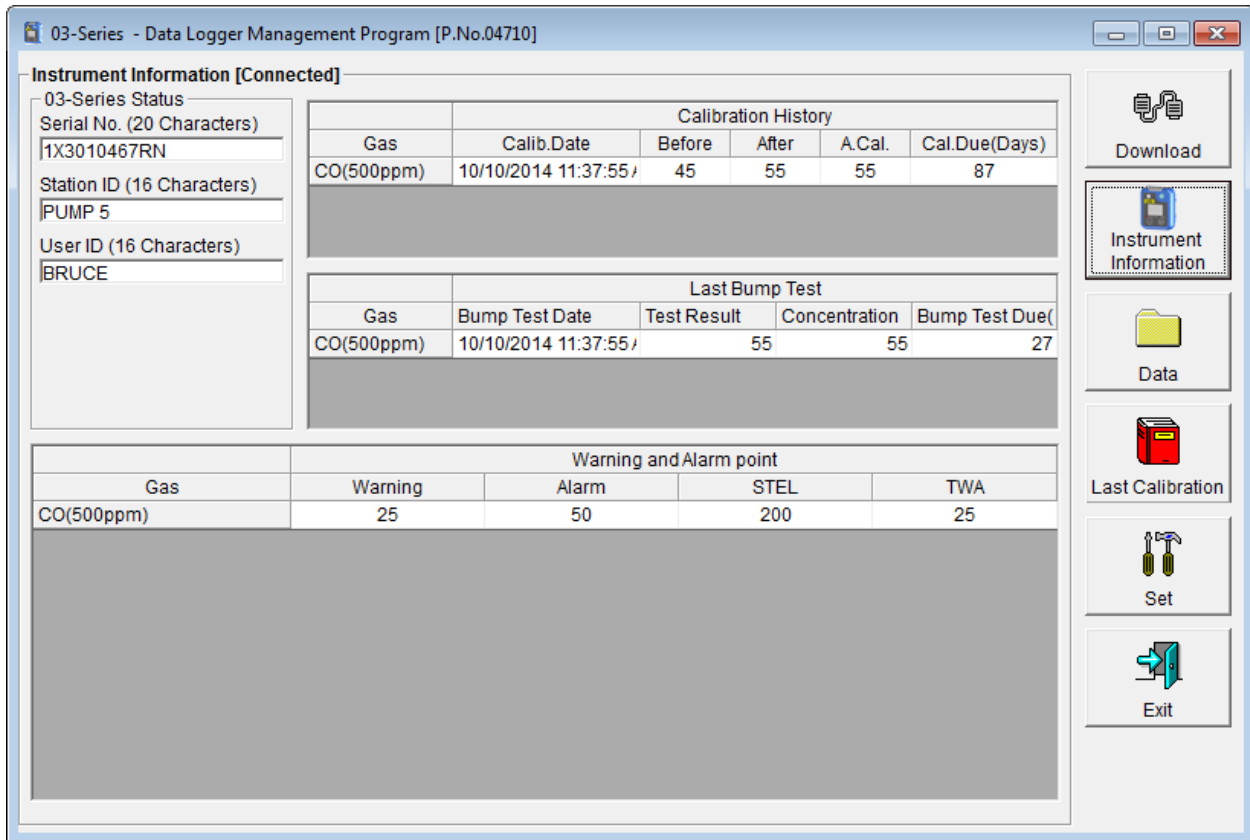 03-Series - Data Logger Management Program [P.No.04710]
Instrument Information [Connected]
03-Series Status
Serial No. (20 Characters)
1X3010467RN
Station ID (16 Characters)
PUMP 5
User ID (16 Characters)
BRUCE
Calibration History
Gas Calib.Date Before After A.Cal. Cal.Due(Days)
CO(500ppm) 10/10/2014 11:37:55 45 55 55 87
Last Bump Test
Gas Bump Test Date Test Result Concentration Bump Test Due(
CO(500ppm) 10/10/2014 11:37:55 55 55 27
Warning and Alarm point
Gas Warning Alarm STEL TWA
CO(500ppm) 25 50 200 25
Download
Instrument
Information
Data
Last Calibration
Set
Exit